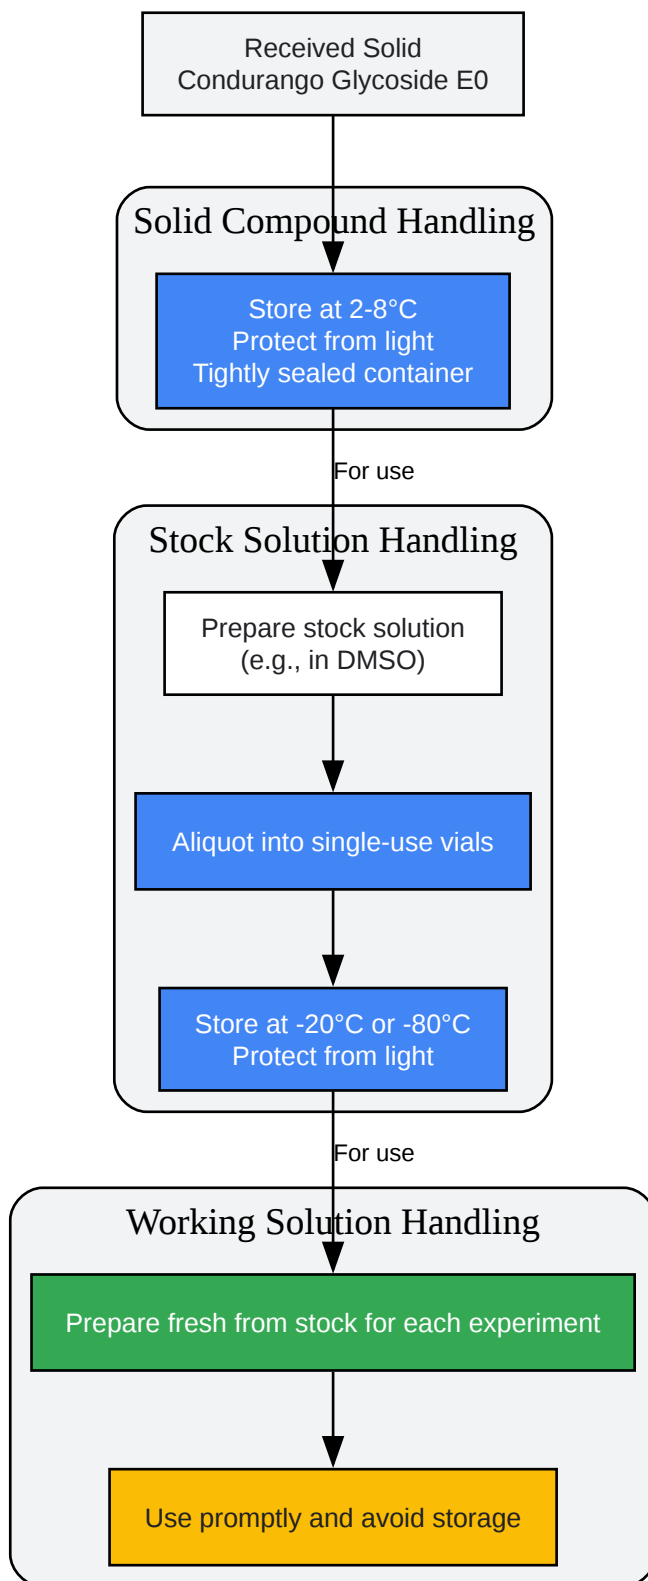 Received Solid
Condurango Glycoside E0
Solid Compound Handling
Store at 2-8°C
Protect from light
Tightly sealed container
For use
Stock Solution Handling
Prepare stock solution
(e.g., in DMSO)
Aliquot into single-use vials
Store at -20°C or -80°C
Protect from light
For use
Working Solution Handling
Prepare fresh from stock for each experiment
Use promptly and avoid storage